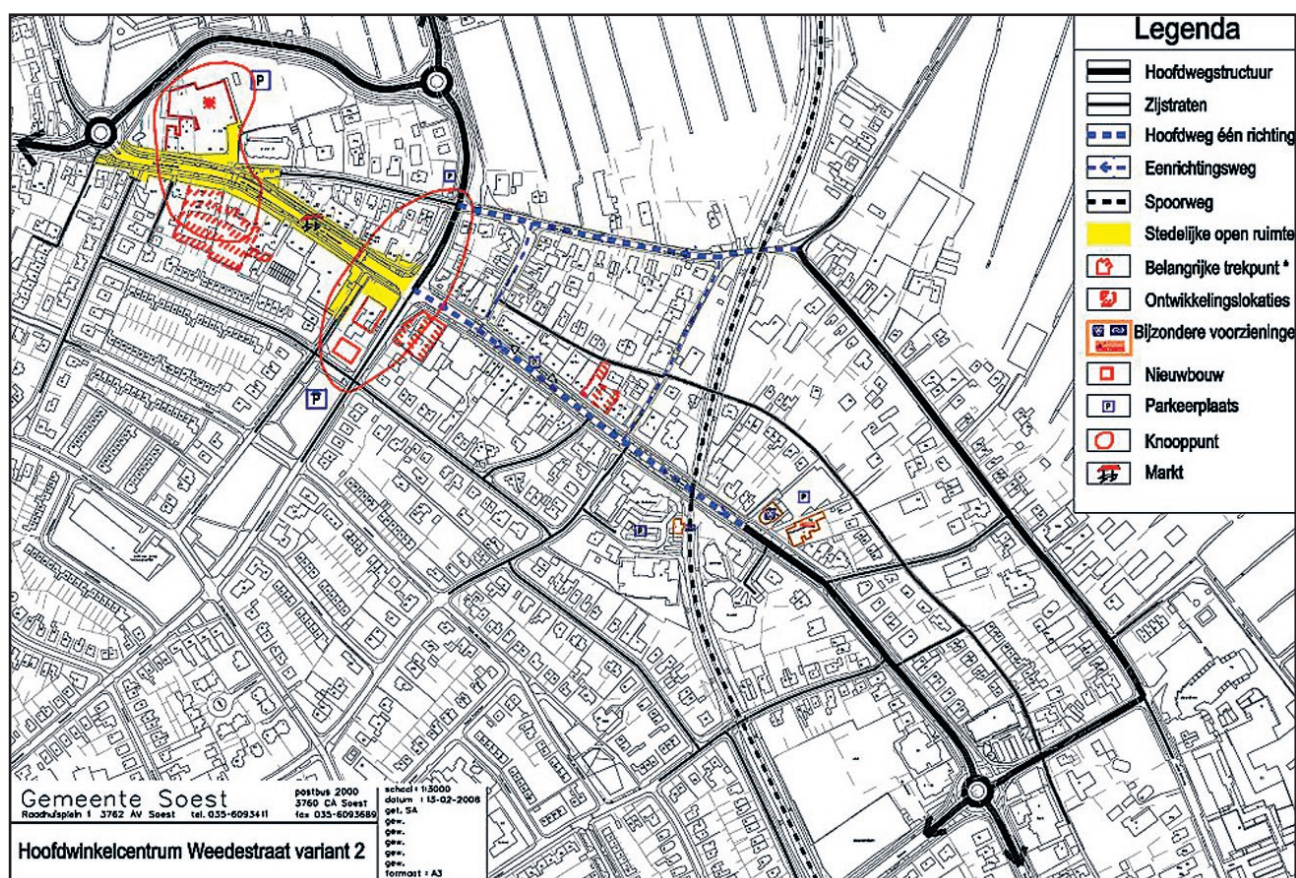 Legenda
Hoofdwegstructuur
Zijstraten
Hoofdweg één richting
Eenrichtingsweg
Spoorweg
Stedelijke open ruimte
Belangrijke trekpunt *
Ontwikkelingslokaties
Bijzondere voorzieninge
Nieuwbouw
P Parkeerplaats
Knooppunt
Markt
P
P
P
P
P
P
Gemeente Soest
Raadhuisplein 1 3762 AV Soest tel. 035-6093411
postbus 2000
3760 CA Soest
fax 035-6093689
schaal : 1:3000
datum : 13-02-2008
get. SA
gew.
gew.
gew.
gew.
gew.
formaat : A3
Hoofdwinkelcentrum Weedestraat variant 2